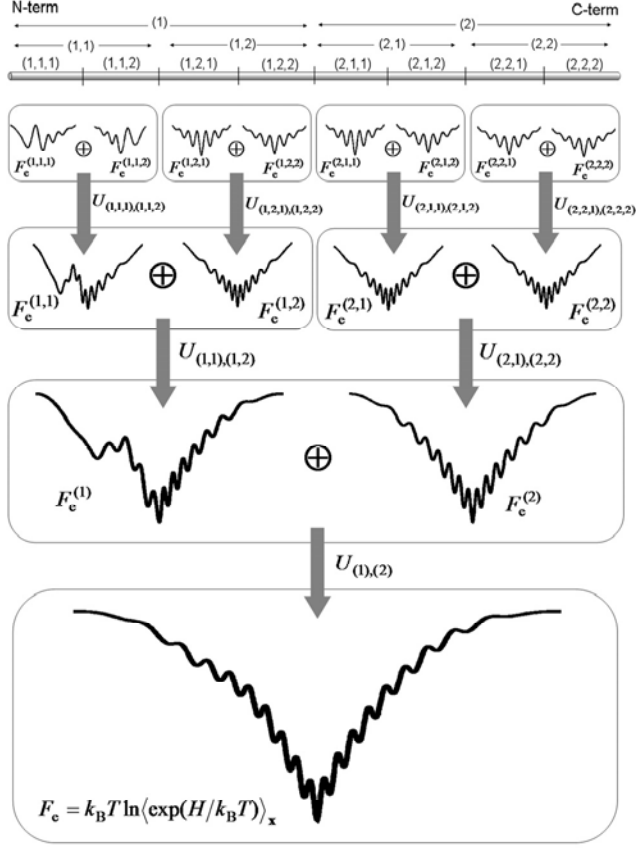 N-term C-term
(1) (2)
(1,1) (1,2) (2,1) (2,2)
(1,1,1) (1,1,2) (1,2,1) (1,2,2) (2,1,1) (2,1,2) (2,2,1) (2,2,2)
⊕ ⊕ ⊕ ⊕
F_e^(1,1,1) F_e^(1,1,2) F_e^(1,2,1) F_e^(1,2,2) F_e^(2,1,1) F_e^(2,1,2) F_e^(2,2,1) F_e^(2,2,2)
U_(1,1,1),(1,1,2) U_(1,2,1),(1,2,2) U_(2,1,1),(2,1,2) U_(2,2,1),(2,2,2)
⊕ ⊕
F_e^(1,1) F_e^(1,2) F_e^(2,1) F_e^(2,2)
U_(1,1),(1,2) U_(2,1),(2,2)
⊕
F_e^(1) F_e^(2)
U_(1),(2)
F_e = k_B T ln⟨exp(H/k_B T)⟩_x